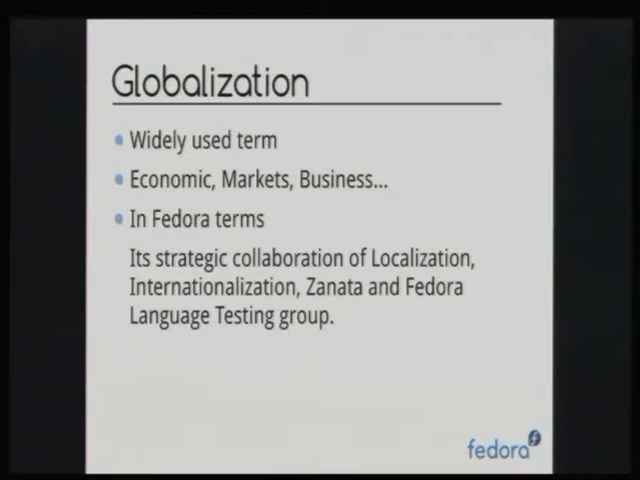 Globalization
Widely used term
Economic, Markets, Business...
In Fedora terms
Its strategic collaboration of Localization,
Internationalization, Zanata and Fedora
Language Testing group.
fedora